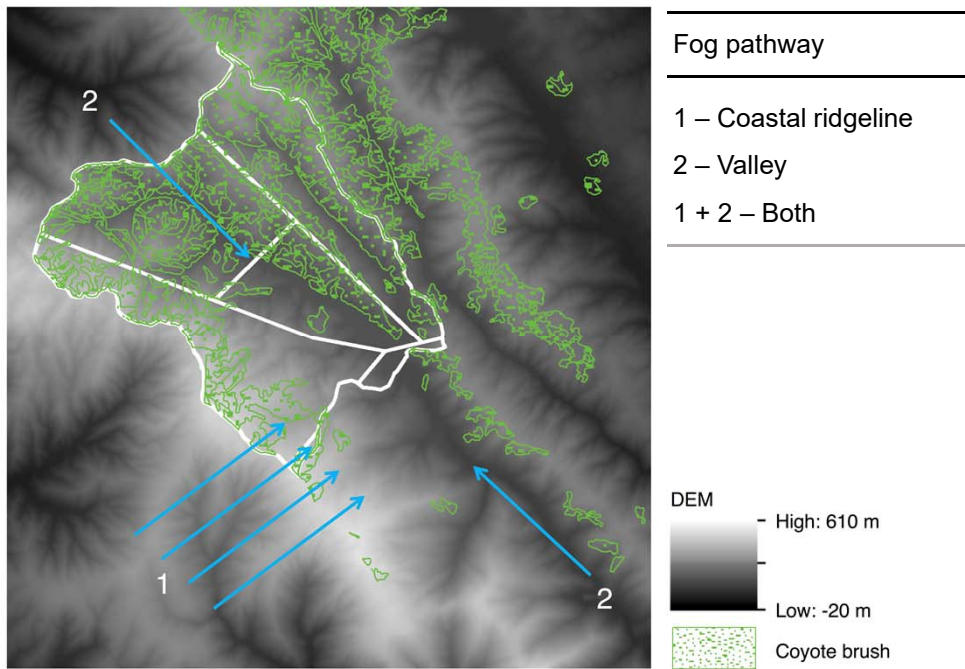 2
1
2
Fog pathway
1 – Coastal ridgeline
2 – Valley
1 + 2 – Both
DEM
High: 610 m
Low: -20 m
Coyote brush